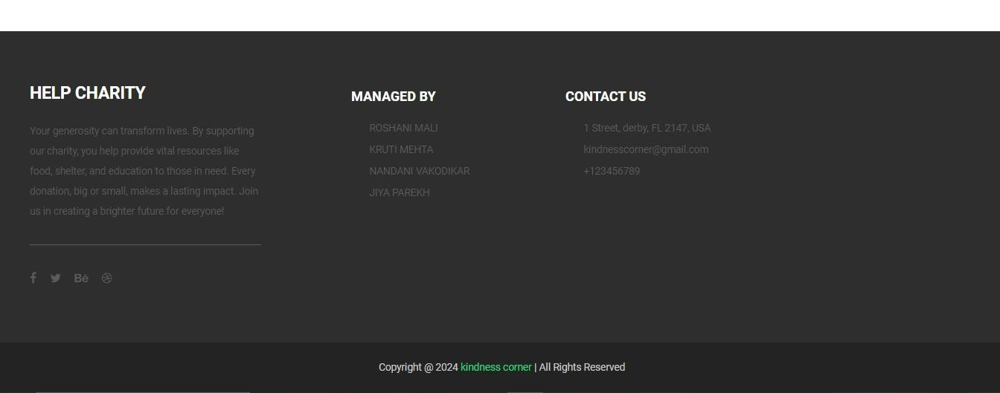 HELP CHARITY
Your generosity can transform lives. By supporting
our charity, you help provide vital resources like
food, shelter, and education to those in need. Every
donation, big or small, makes a lasting impact. Join
us in creating a brighter future for everyone!
Bē
MANAGED BY
ROSHANI MALI
KRUTI MEHTA
NANDANI VAKODIKAR
JIYA PAREKH
CONTACT US
1 Street, derby, FL 2147, USA
kindnesscorner@gmail.com
+123456789
Copyright @ 2024 kindness corner | All Rights Reserved